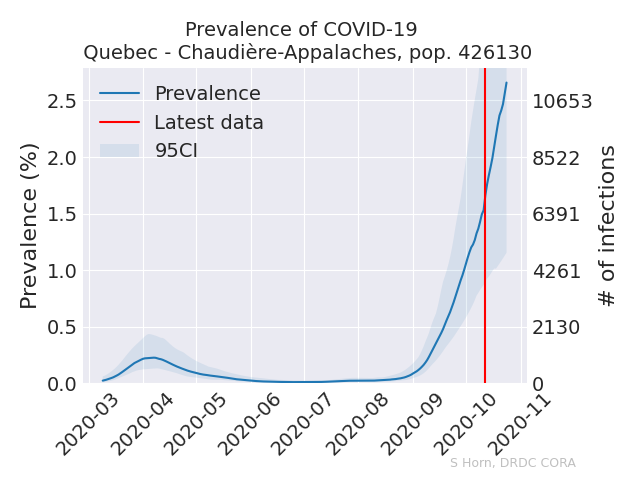 Prevalence of COVID-19
Quebec - Chaudière-Appalaches, pop. 426130
Prevalence
Latest data
95CI
Prevalence (%)
2.5
2.0
1.5
1.0
0.5
0.0
10653
8522
6391
4261
2130
0
# of infections
2020-03
2020-04
2020-05
2020-06
2020-07
2020-08
2020-09
2020-10
2020-11
S Horn, DRDC CORA